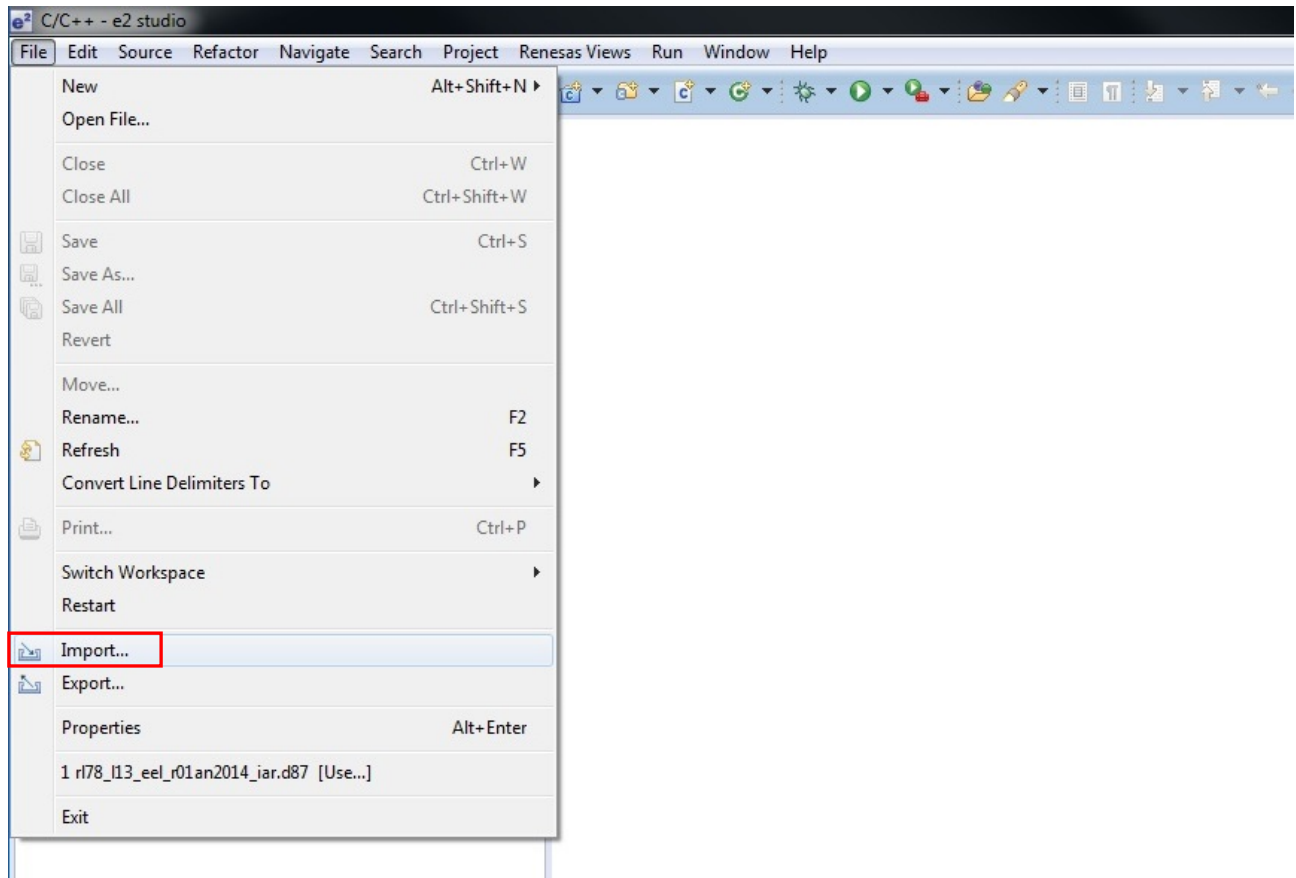 e² C/C++ - e2 studio
File Edit Source Refactor Navigate Search Project Renesas Views Run Window Help
New Alt+Shift+N
Open File...
Close Ctrl+W
Close All Ctrl+Shift+W
Save Ctrl+S
Save As...
Save All Ctrl+Shift+S
Revert
Move...
Rename... F2
Refresh F5
Convert Line Delimiters To
Print... Ctrl+P
Switch Workspace
Restart
Import...
Export...
Properties Alt+Enter
1 rl78_l13_eel_r01an2014_iar.d87 [Use...]
Exit